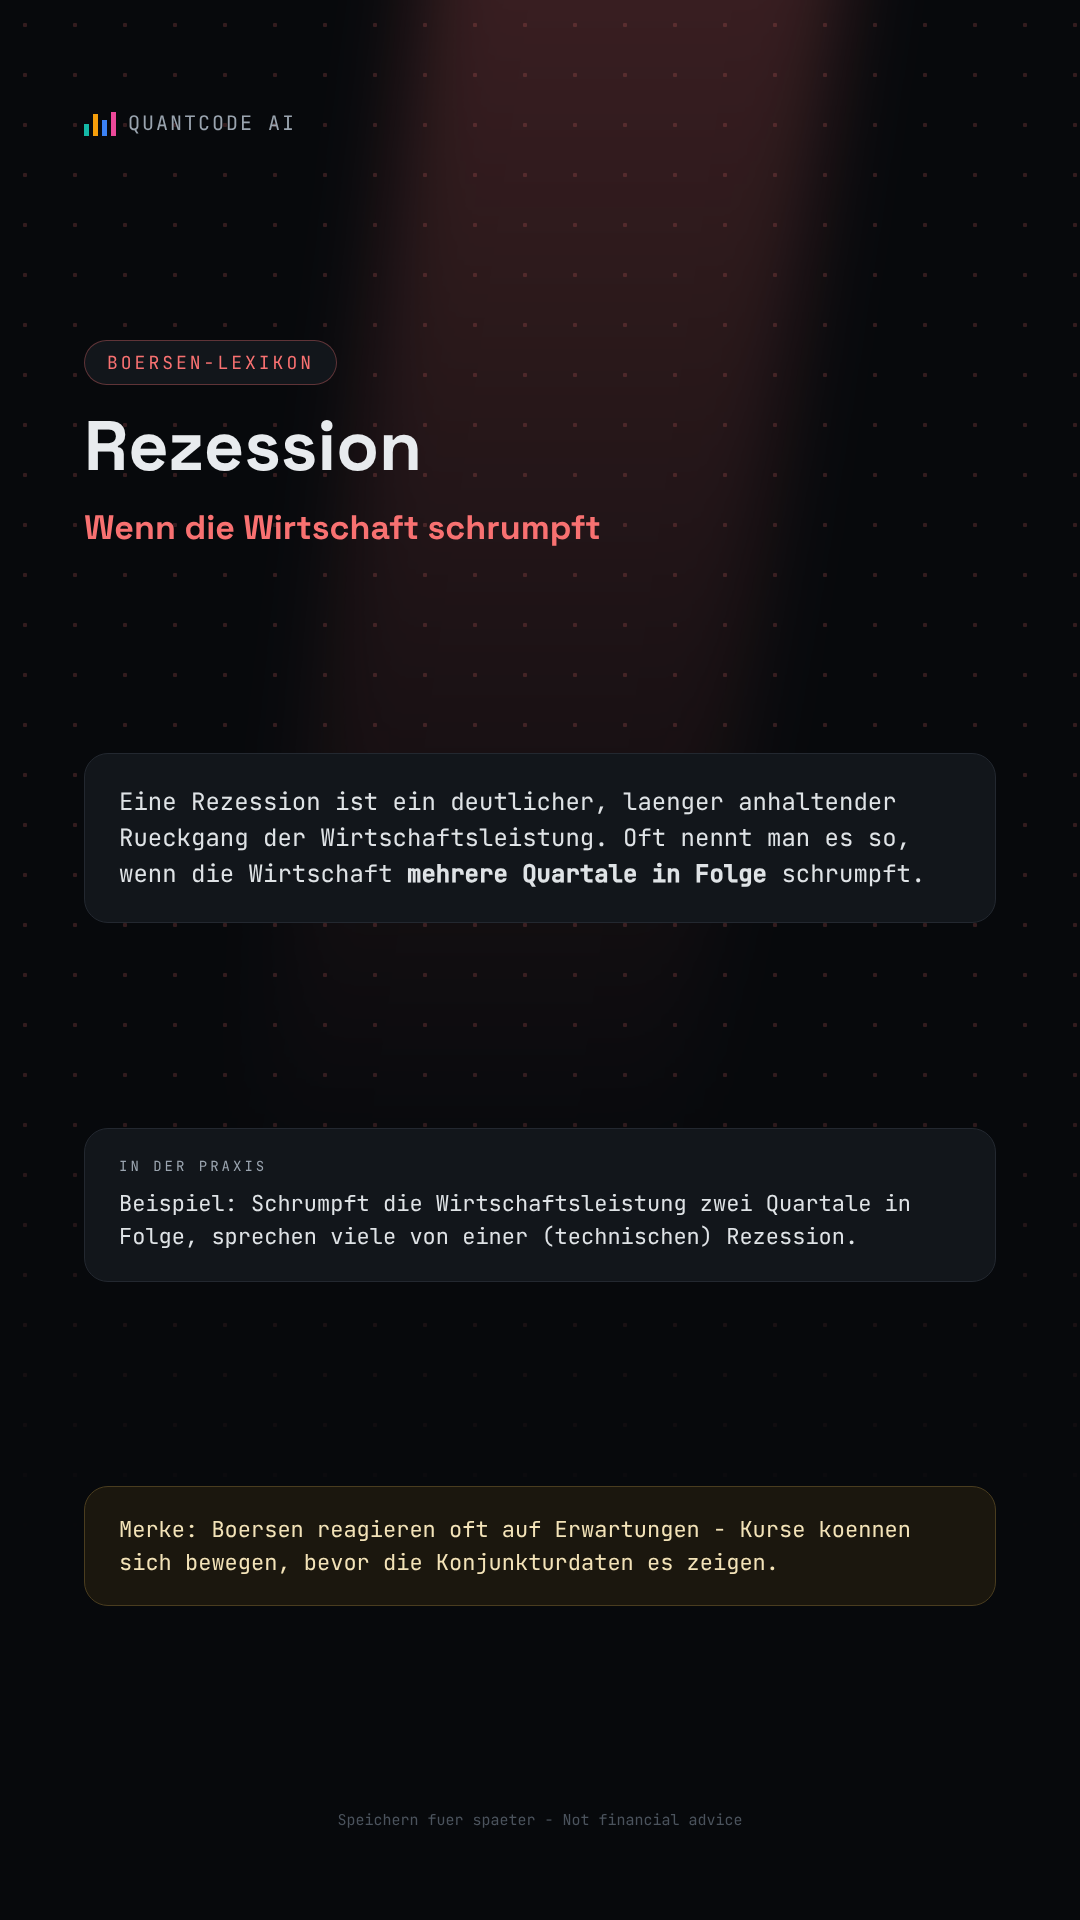 QUANTCODE AI
BOERSEN-LEXIKON
Rezession
Wenn die Wirtschaft schrumpft
Eine Rezession ist ein deutlicher, laenger anhaltender
Rueckgang der Wirtschaftsleistung. Oft nennt man es so,
wenn die Wirtschaft mehrere Quartale in Folge schrumpft.
IN DER PRAXIS
Beispiel: Schrumpft die Wirtschaftsleistung zwei Quartale in
Folge, sprechen viele von einer (technischen) Rezession.
Merke: Boersen reagieren oft auf Erwartungen - Kurse koennen
sich bewegen, bevor die Konjunkturdaten es zeigen.
Speichern fuer spaeter - Not financial advice